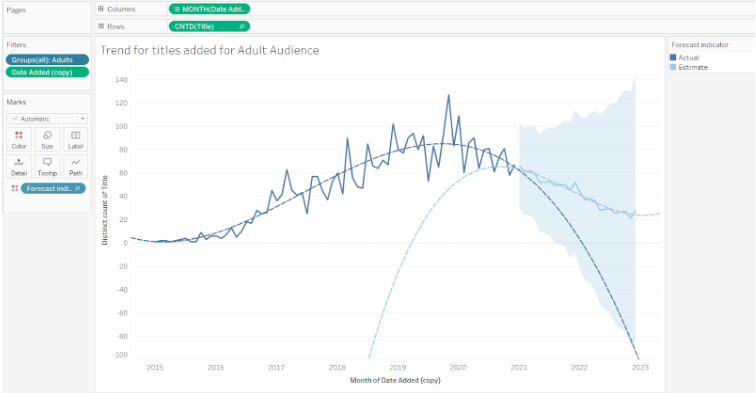 Pages
Columns
MONTH(Date Add..
Rows
CNTD(Title)
Filters
Groups(all): Adults
Date Added (copy)
Marks
Automatic
Color
Size
Label
Detail
Tooltip
Path
Forecast indi..
Trend for titles added for Adult Audience
Distinct count of Title
140
120
100
80
60
40
20
0
-20
-40
-60
-80
-100
2015
2016
2017
2018
2019
2020
2021
2022
2023
Month of Date Added (copy)
Forecast indicator
Actual
Estimate